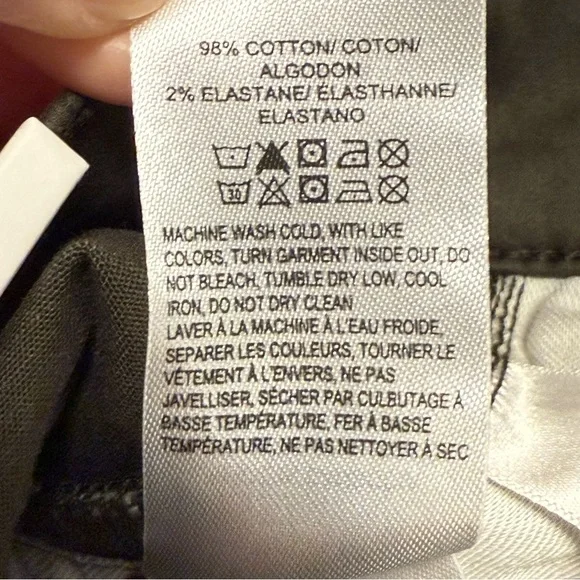 98% COTTON/ COTON/
ALGODON
2% ELASTANE/ ELASTHANNE/
ELASTANO
30
MACHINE WASH COLD, WITH LIKE
COLORS, TURN GARMENT INSIDE OUT, DO
NOT BLEACH, TUMBLE DRY LOW, COOL
IRON, DO NOT DRY CLEAN
LAVER À LA MACHINE À L'EAU FROIDE,
SEPARER LES COULEURS, TOURNER LE
VÉTEMENT À L'ENVERS, NE PAS
JAVELLISER, SÉCHER PAR CULBUTAGE À
BASSE TEMPÉRATURE, FER À BASSE
TEMPÉRATURE, NE PAS NETTOYER À SEC